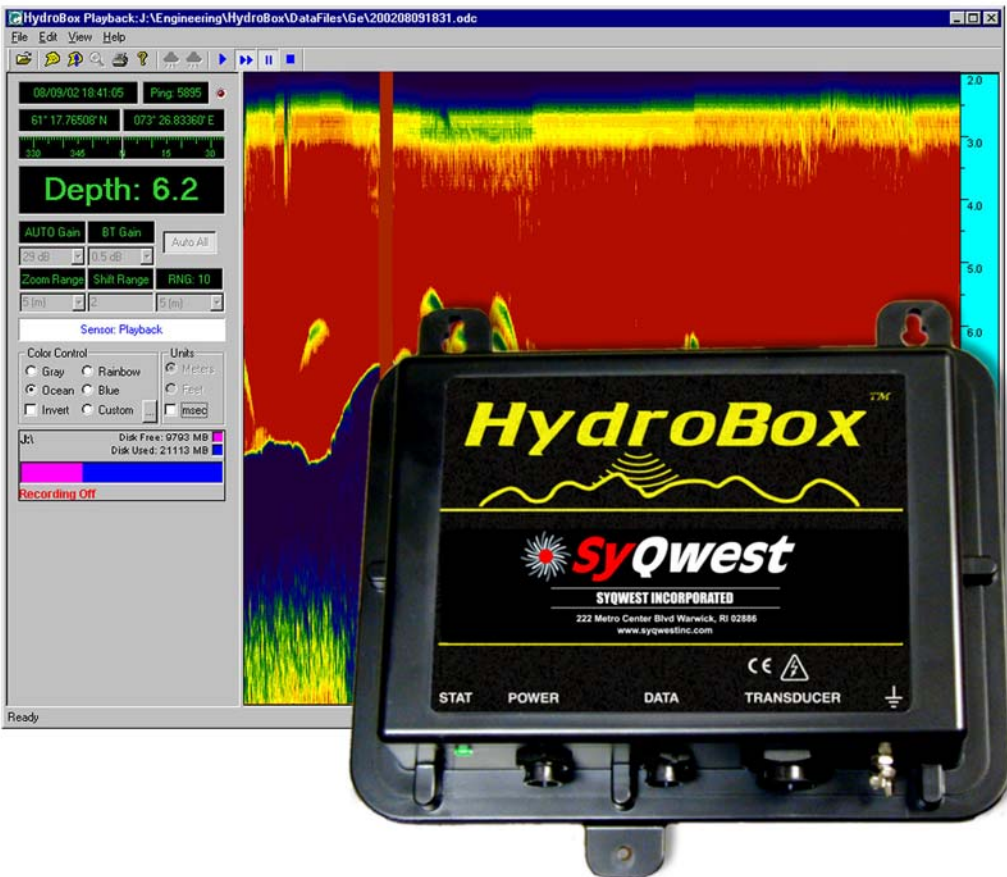 HydroBox Playback:J:\Engineering\HydroBox\DataFiles\Ge\200208091831.odc
File Edit View Help
08/09/02 18:41:05 Ping: 5895
61° 17.76508' N 073° 26.83360' E
330 345 N 15 30
Depth: 6.2
AUTO Gain BT Gain
Auto All
29 dB 0.5 dB
Zoom Range Shift Range RNG: 10
5 (m) 2 5 (m)
Sensor: Playback
Color Control Units
Gray Rainbow Meters
Ocean Blue Feet
Invert Custom ... msec
J:\ Disk Free: 9793 MB
Disk Used: 21113 MB
Recording Off
Ready
2.0
3.0
4.0
5.0
6.0
HydroBox™
SyQwest
SYQWEST INCORPORATED
222 Metro Center Blvd Warwick, RI 02886
www.syqwestinc.com
CE
STAT POWER DATA TRANSDUCER